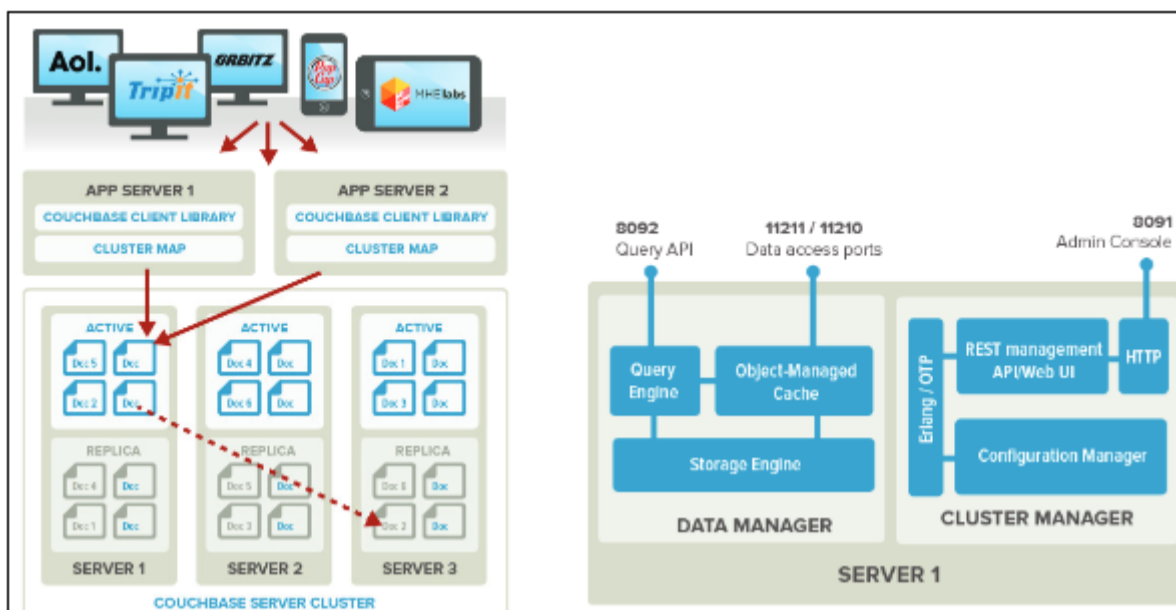 Aol.
TripIt
ORBITZ
Pop Cap
MHElabs
APP SERVER 1
COUCHBASE CLIENT LIBRARY
CLUSTER MAP
APP SERVER 2
COUCHBASE CLIENT LIBRARY
CLUSTER MAP
ACTIVE
Doc 5 Doc
Doc 2 Doc
REPLICA
Doc 4 Doc
Doc 1 Doc
SERVER 1
ACTIVE
Doc 4 Doc
Doc 6 Doc
REPLICA
Doc 5 Doc
Doc 3 Doc
SERVER 2
ACTIVE
Doc 1 Doc
Doc 3 Doc
REPLICA
Doc 6 Doc
Doc 2 Doc
SERVER 3
COUCHBASE SERVER CLUSTER
8092
Query API
11211 / 11210
Data access ports
8091
Admin Console
Query
Engine
Object-Managed
Cache
Storage Engine
DATA MANAGER
Erlang / OTP
REST management
API/Web UI
HTTP
Configuration Manager
CLUSTER MANAGER
SERVER 1